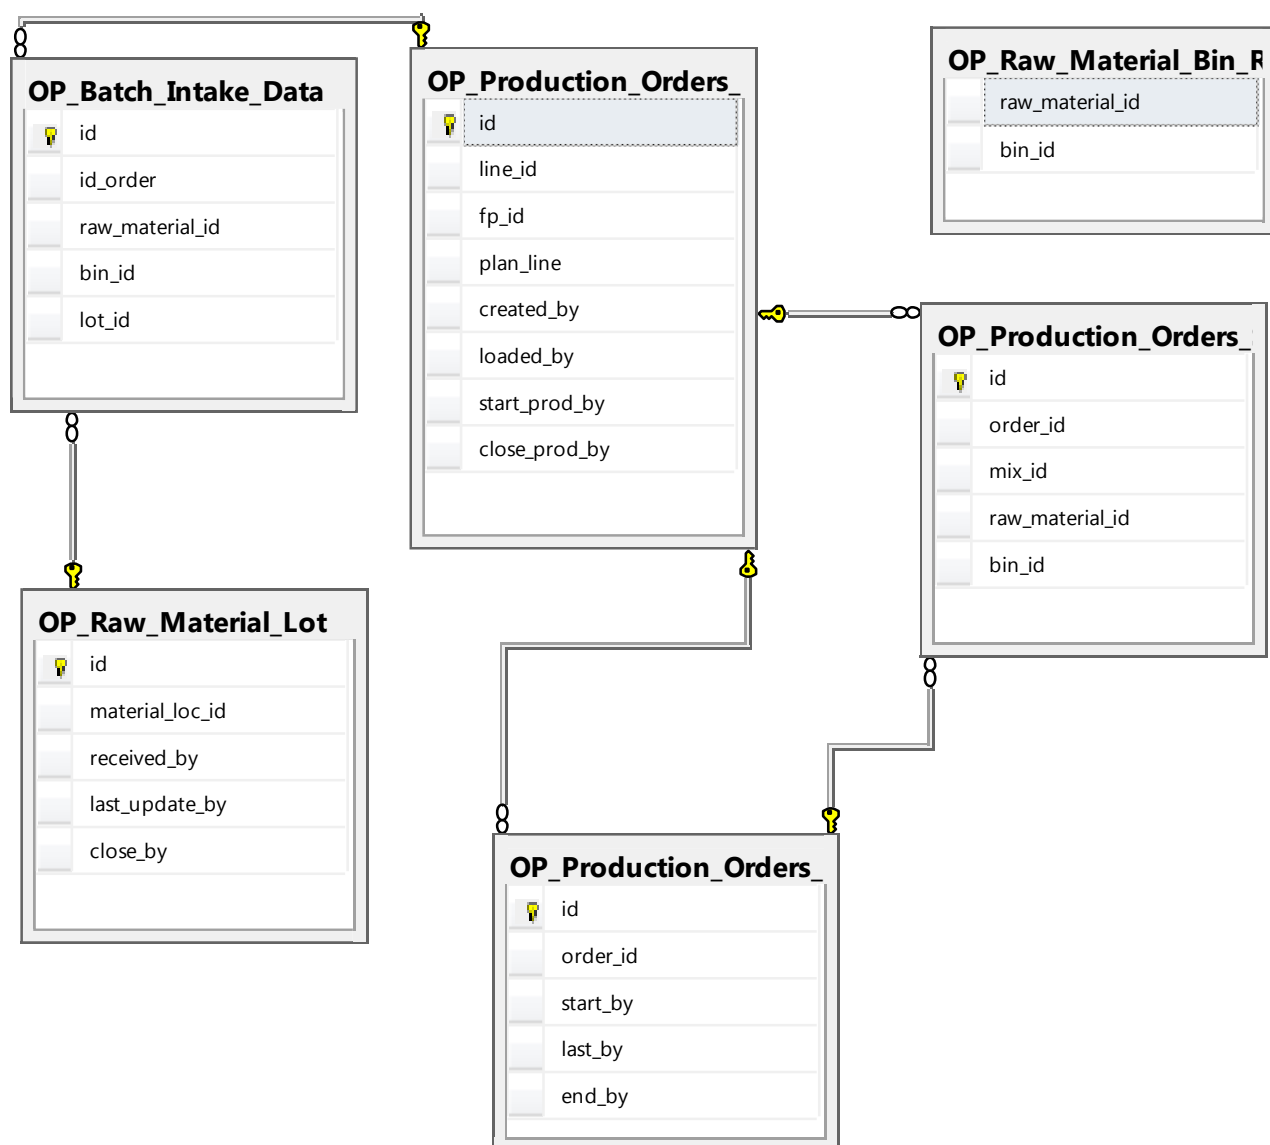 OP_Batch_Intake_Data
id
id_order
raw_material_id
bin_id
lot_id
OP_Production_Orders_
id
line_id
fp_id
plan_line
created_by
loaded_by
start_prod_by
close_prod_by
OP_Raw_Material_Bin_R
raw_material_id
bin_id
OP_Production_Orders_
id
order_id
mix_id
raw_material_id
bin_id
OP_Raw_Material_Lot
id
material_loc_id
received_by
last_update_by
close_by
OP_Production_Orders_
id
order_id
start_by
last_by
end_by